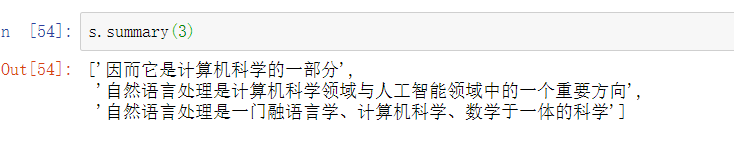 n [54]: s.summary(3)
Out[54]: ['因而它是计算机科学的一部分',
'自然语言处理是计算机科学领域与人工智能领域中的一个重要方向',
'自然语言处理是一门融语言学、计算机科学、数学于一体的科学']